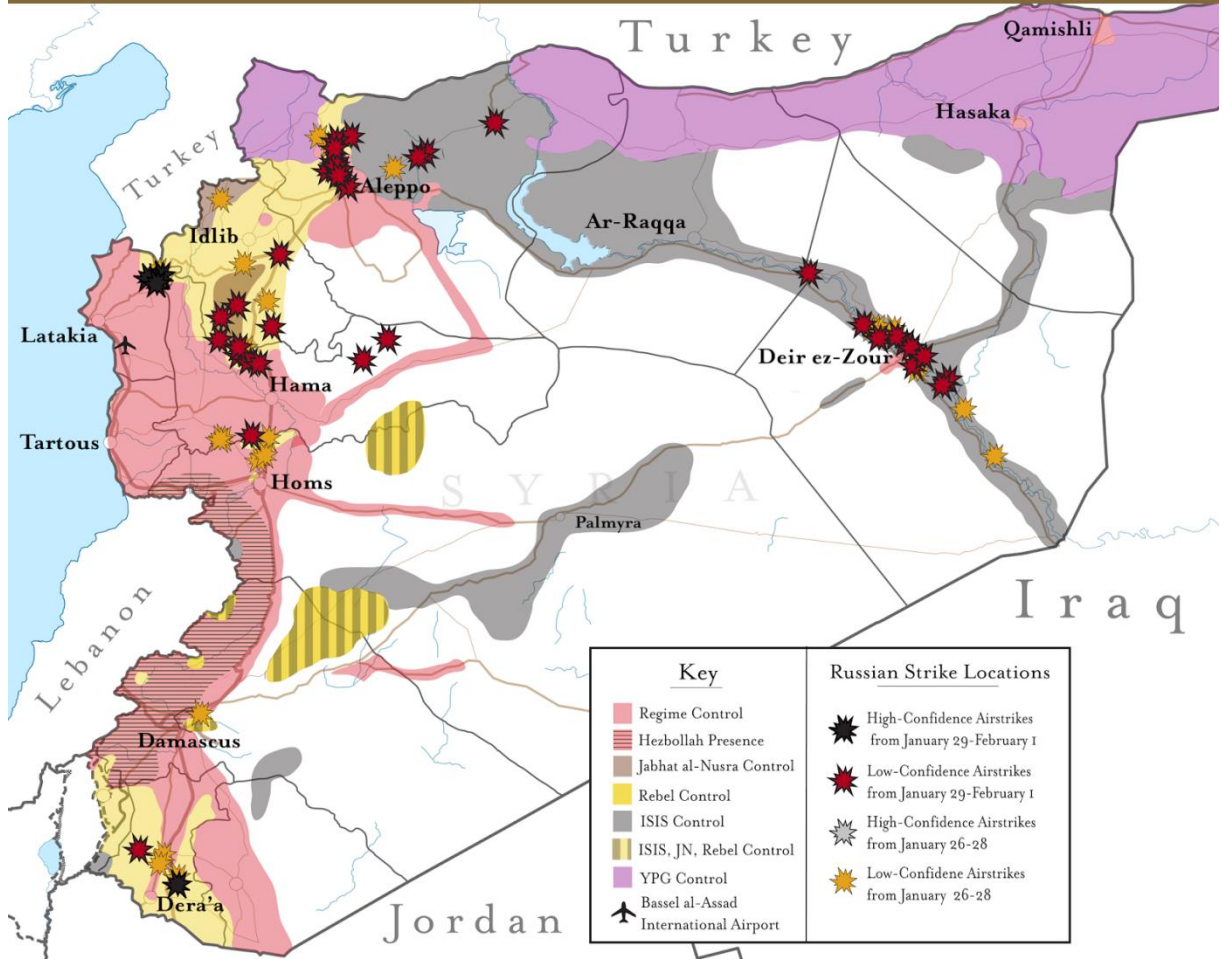 Turkey
Qamishli
Hasaka
Turkey
Aleppo
Idlib
Ar-Raqqa
Latakia
Deir ez-Zour
Hama
Tartous
Homs
SYRIA
Palmyra
Lebanon
Iraq
Damascus
Dera'a
Jordan
Key
Regime Control
Hezbollah Presence
Jabhat al-Nusra Control
Rebel Control
ISIS Control
ISIS, JN, Rebel Control
YPG Control
Bassel al-Assad
International Airport
Russian Strike Locations
High-Confidence Airstrikes
from January 29-February 1
Low-Confidence Airstrikes
from January 29-February 1
High-Confidence Airstrikes
from January 26-28
Low-Confidene Airstrikes
from January 26-28